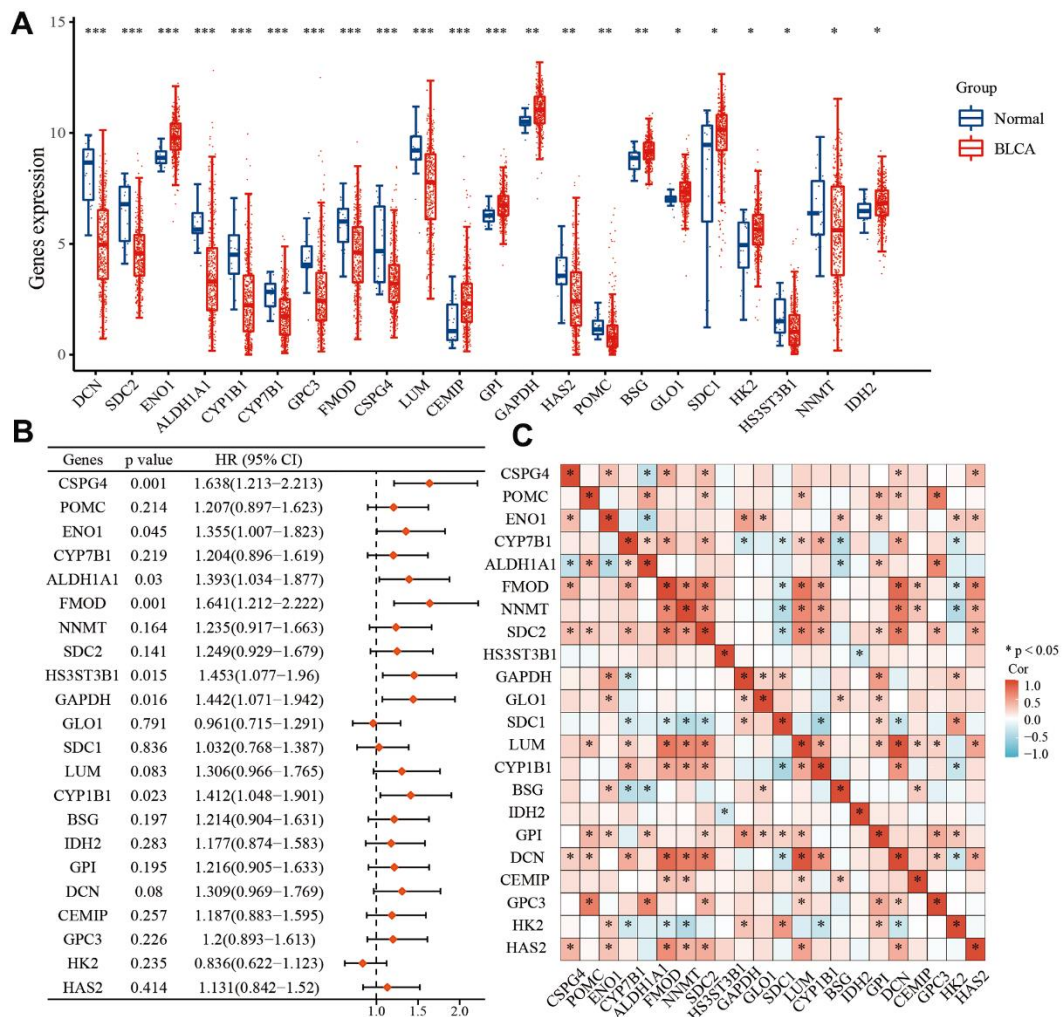 A
*** *** *** *** *** *** *** *** *** *** *** *** ** ** ** ** * * * * * *
15
10
5
0
Genes expression
Group
Normal
BLCA
DCN SDC2 ENO1 ALDH1A1 CYP1B1 CYP7B1 GPC3 FMOD CSPG4 LUM CEMIP GPI GAPDH HAS2 POMC BSG GLO1 SDC1 HK2 HS3ST3B1 NNMT IDH2
B
Genes p value HR (95% CI)
CSPG4 0.001 1.638(1.213−2.213)
POMC 0.214 1.207(0.897−1.623)
ENO1 0.045 1.355(1.007−1.823)
CYP7B1 0.219 1.204(0.896−1.619)
ALDH1A1 0.03 1.393(1.034−1.877)
FMOD 0.001 1.641(1.212−2.222)
NNMT 0.164 1.235(0.917−1.663)
SDC2 0.141 1.249(0.929−1.679)
HS3ST3B1 0.015 1.453(1.077−1.96)
GAPDH 0.016 1.442(1.071−1.942)
GLO1 0.791 0.961(0.715−1.291)
SDC1 0.836 1.032(0.768−1.387)
LUM 0.083 1.306(0.966−1.765)
CYP1B1 0.023 1.412(1.048−1.901)
BSG 0.197 1.214(0.904−1.631)
IDH2 0.283 1.177(0.874−1.583)
GPI 0.195 1.216(0.905−1.633)
DCN 0.08 1.309(0.969−1.769)
CEMIP 0.257 1.187(0.883−1.595)
GPC3 0.226 1.2(0.893−1.613)
HK2 0.235 0.836(0.622−1.123)
HAS2 0.414 1.131(0.842−1.52)
1.0 2.0
C
CSPG4
POMC
ENO1
CYP7B1
ALDH1A1
FMOD
NNMT
SDC2
HS3ST3B1
GAPDH
GLO1
SDC1
LUM
CYP1B1
BSG
IDH2
GPI
DCN
CEMIP
GPC3
HK2
HAS2
CSPG4 POMC ENO1 CYP7B1 ALDH1A1 FMOD NNMT SDC2 HS3ST3B1 GAPDH GLO1 SDC1 LUM CYP1B1 BSG IDH2 GPI DCN CEMIP GPC3 HK2 HAS2
* p < 0.05
Cor
1.0
0.5
0.0
−0.5
−1.0